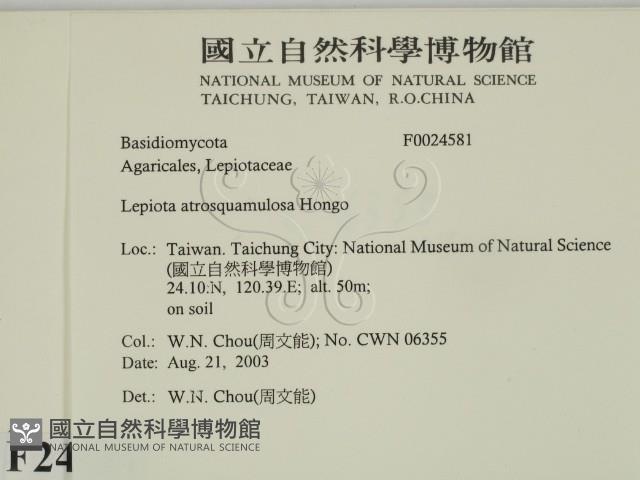 國立自然科學博物館
NATIONAL MUSEUM OF NATURAL SCIENCE
TAICHUNG, TAIWAN, R.O.CHINA
Basidiomycota F0024581
Agaricales, Lepiotaceae
Lepiota atrosquamulosa Hongo
Loc.: Taiwan. Taichung City: National Museum of Natural Science
(國立自然科學博物館)
24.10.N, 120.39.E; alt. 50m;
on soil
Col.: W.N. Chou(周文能); No. CWN 06355
Date: Aug. 21, 2003
Det.: W.N. Chou(周文能)
國立自然科學博物館
NATIONAL MUSEUM OF NATURAL SCIENCE
F24